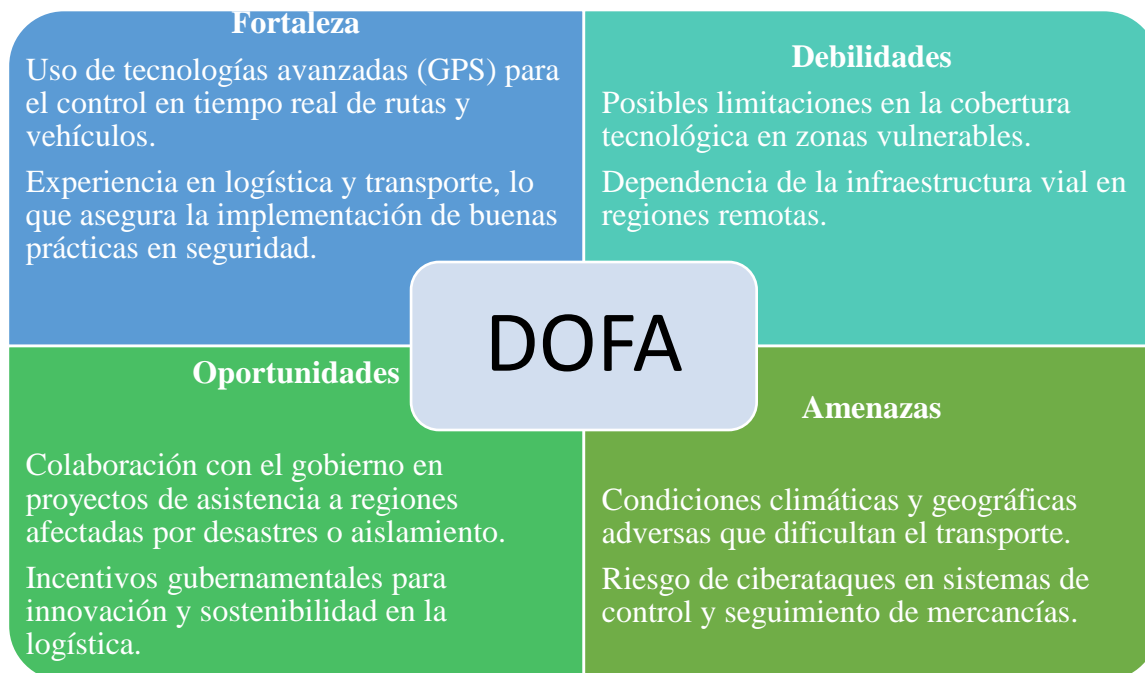 Fortaleza
Uso de tecnologías avanzadas (GPS) para
el control en tiempo real de rutas y
vehículos.
Experiencia en logística y transporte, lo
que asegura la implementación de buenas
prácticas en seguridad.
Debilidades
Posibles limitaciones en la cobertura
tecnológica en zonas vulnerables.
Dependencia de la infraestructura vial en
regiones remotas.
DOFA
Oportunidades
Colaboración con el gobierno en
proyectos de asistencia a regiones
afectadas por desastres o aislamiento.
Incentivos gubernamentales para
innovación y sostenibilidad en la
logística.
Amenazas
Condiciones climáticas y geográficas
adversas que dificultan el transporte.
Riesgo de ciberataques en sistemas de
control y seguimiento de mercancías.